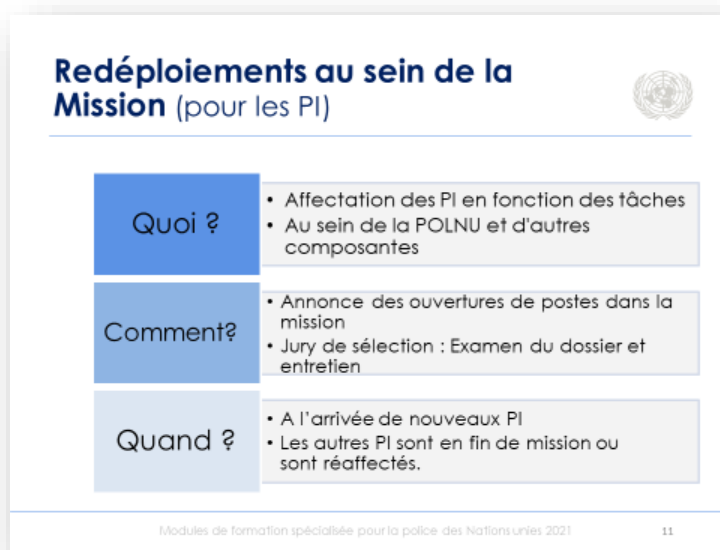 Redéploiements au sein de la
Mission (pour les PI)
Quoi ?
• Affectation des PI en fonction des tâches
• Au sein de la POLNU et d'autres
composantes
Comment?
• Annonce des ouvertures de postes dans la
mission
• Jury de sélection : Examen du dossier et
entretien
Quand ?
• A l'arrivée de nouveaux PI
• Les autres PI sont en fin de mission ou
sont réaffectés.
Modules de formation spécialisée pour la police des Nations unies 2021
11